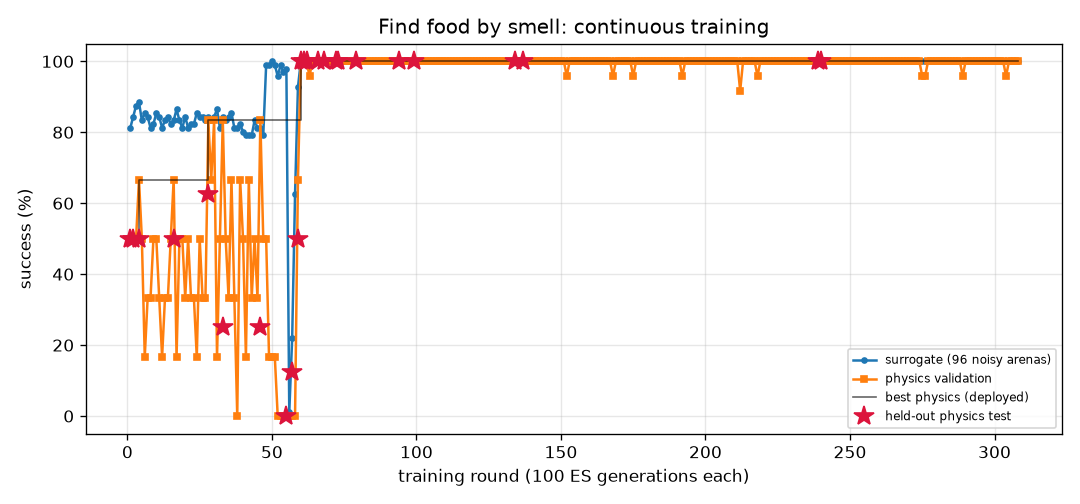 Find food by smell: continuous training
success (%)
100
80
60
40
20
0
0 50 100 150 200 250 300
training round (100 ES generations each)
surrogate (96 noisy arenas)
physics validation
best physics (deployed)
held-out physics test